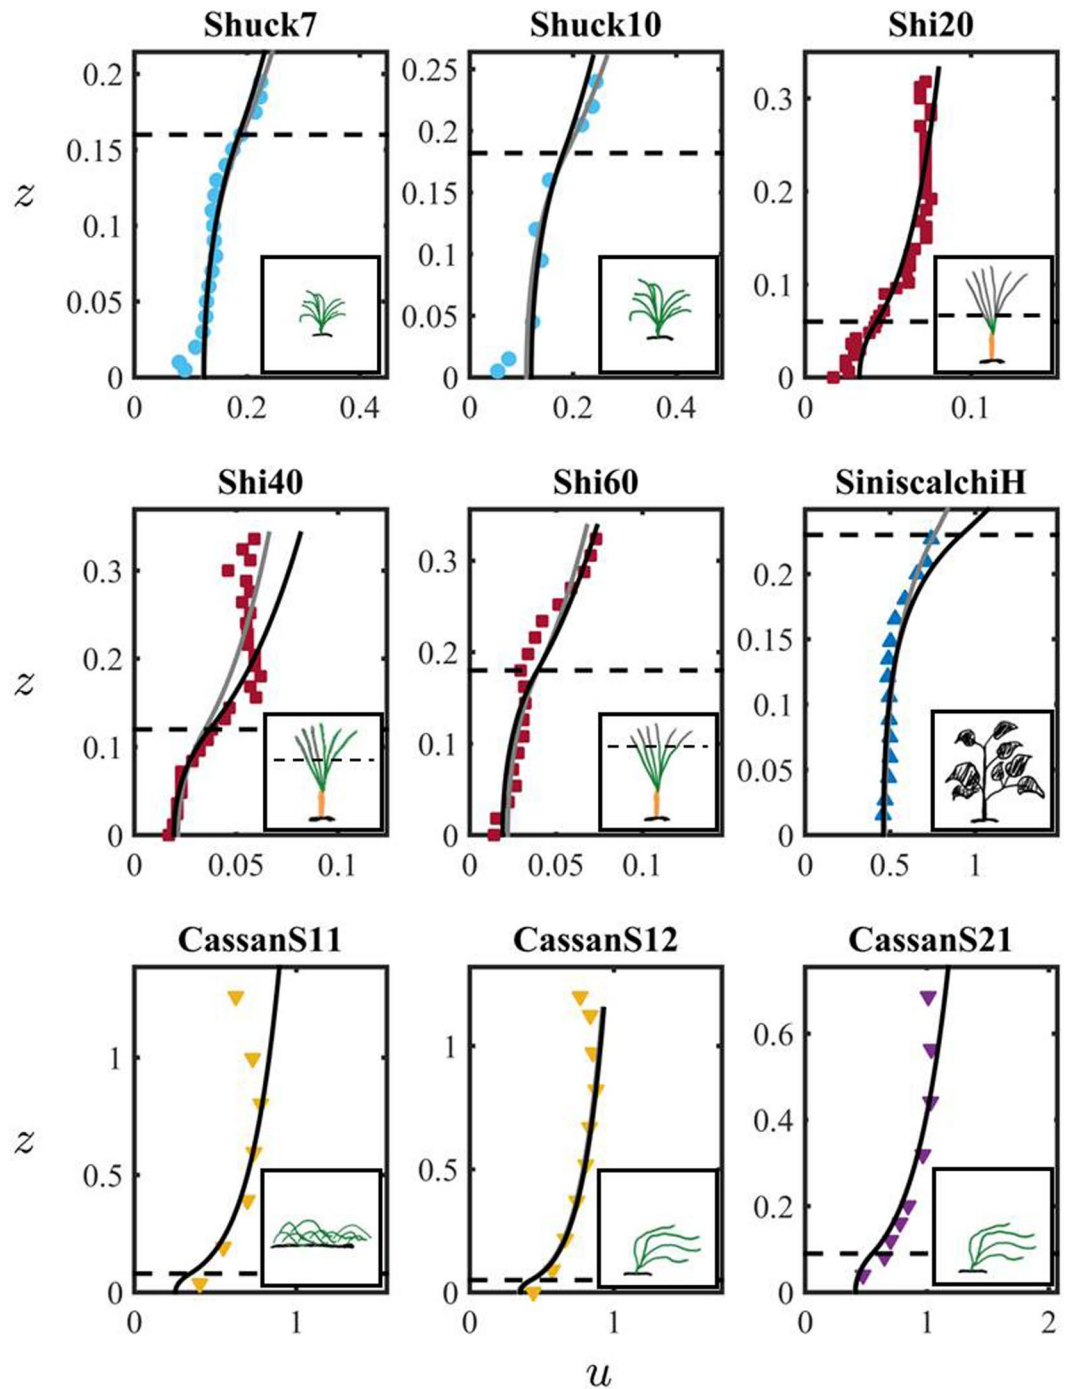 Shuck7 Shuck10 Shi20
0.2 0.25 0.3
0.15 0.2 0.2
z 0.1 0.15 0.1
0.05 0.1
0.05
0 0 0
0 0.2 0.4 0 0.2 0.4 0 0.1
Shi40 Shi60 SiniscalchiH
0.3 0.3 0.2
z 0.2 0.2 0.15
0.1 0.1 0.1
0.05
0 0 0
0 0.05 0.1 0 0.05 0.1 0 0.5 1
CassanS11 CassanS12 CassanS21
1 1 0.6
z 0.5 0.5 0.4
0.2
0 0 0
0 1 0 1 0 1 2
u